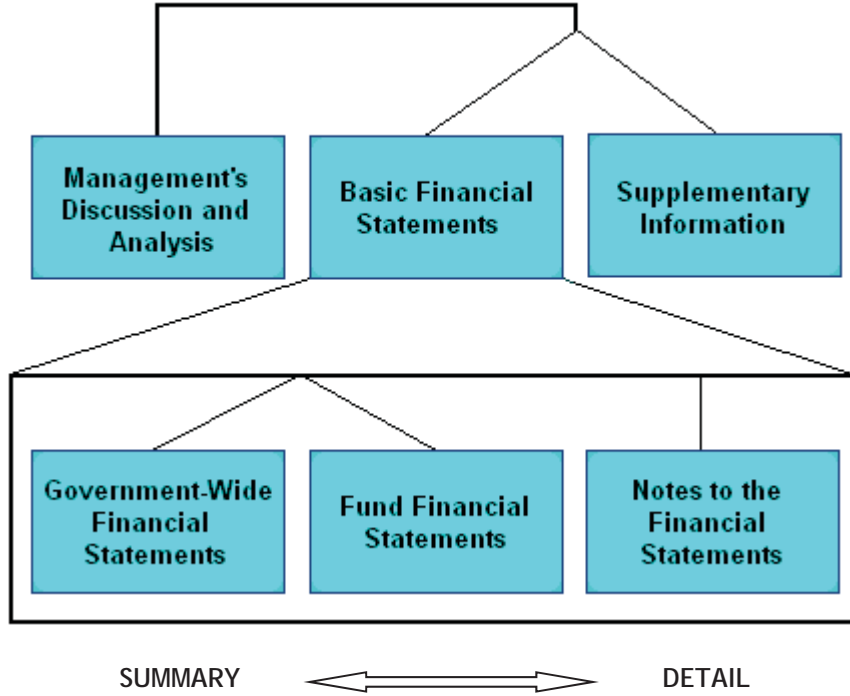 Management's
Discussion and
Analysis
Basic Financial
Statements
Supplementary
Information
Government-Wide
Financial
Statements
Fund Financial
Statements
Notes to the
Financial
Statements
SUMMARY
DETAIL